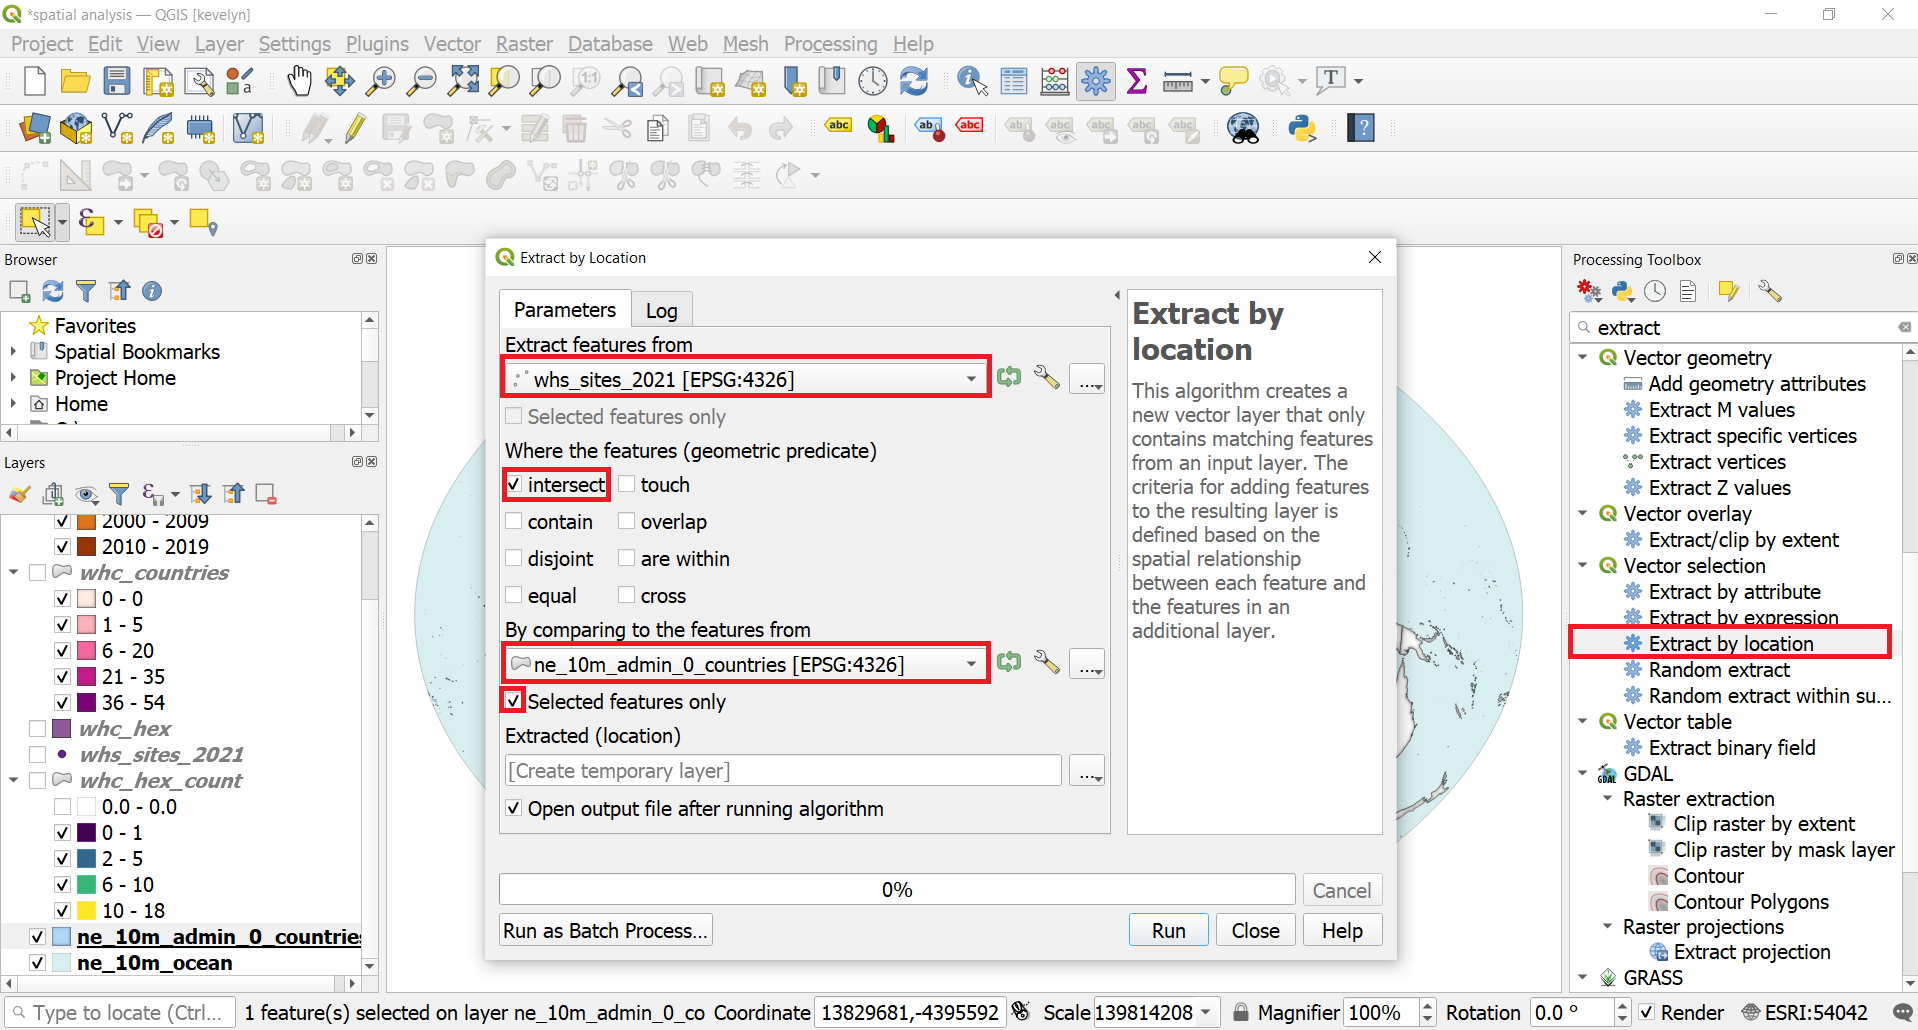 *spatial analysis — QGIS [kevelyn]
Project Edit View Layer Settings Plugins Vector Raster Database Web Mesh Processing Help
Browser
Favorites
Spatial Bookmarks
Project Home
Home
Layers
2000 - 2009
2010 - 2019
whc_countries
0 - 0
1 - 5
6 - 20
21 - 35
36 - 54
whc_hex
whs_sites_2021
whc_hex_count
0.0 - 0.0
0 - 1
2 - 5
6 - 10
10 - 18
ne_10m_admin_0_countries
ne_10m_ocean
Extract by Location
Parameters
Log
Extract features from
whs_sites_2021 [EPSG:4326]
...
Selected features only
Where the features (geometric predicate)
intersect touch
contain overlap
disjoint are within
equal cross
By comparing to the features from
ne_10m_admin_0_countries [EPSG:4326]
...
Selected features only
Extracted (location)
[Create temporary layer]
...
Open output file after running algorithm
Extract by
location
This algorithm creates a
new vector layer that only
contains matching features
from an input layer. The
criteria for adding features
to the resulting layer is
defined based on the
spatial relationship
between each feature and
the features in an
additional layer.
0%
Cancel
Run as Batch Process...
Run
Close
Help
Processing Toolbox
extract
Vector geometry
Add geometry attributes
Extract M values
Extract specific vertices
Extract vertices
Extract Z values
Vector overlay
Extract/clip by extent
Vector selection
Extract by attribute
Extract by expression
Extract by location
Random extract
Random extract within su...
Vector table
Extract binary field
GDAL
Raster extraction
Clip raster by extent
Clip raster by mask layer
Contour
Contour Polygons
Raster projections
Extract projection
GRASS
Type to locate (Ctrl...
1 feature(s) selected on layer ne_10m_admin_0_co
Coordinate 13829681,-4395592
Scale 139814208
Magnifier 100%
Rotation 0.0 °
Render
ESRI:54042